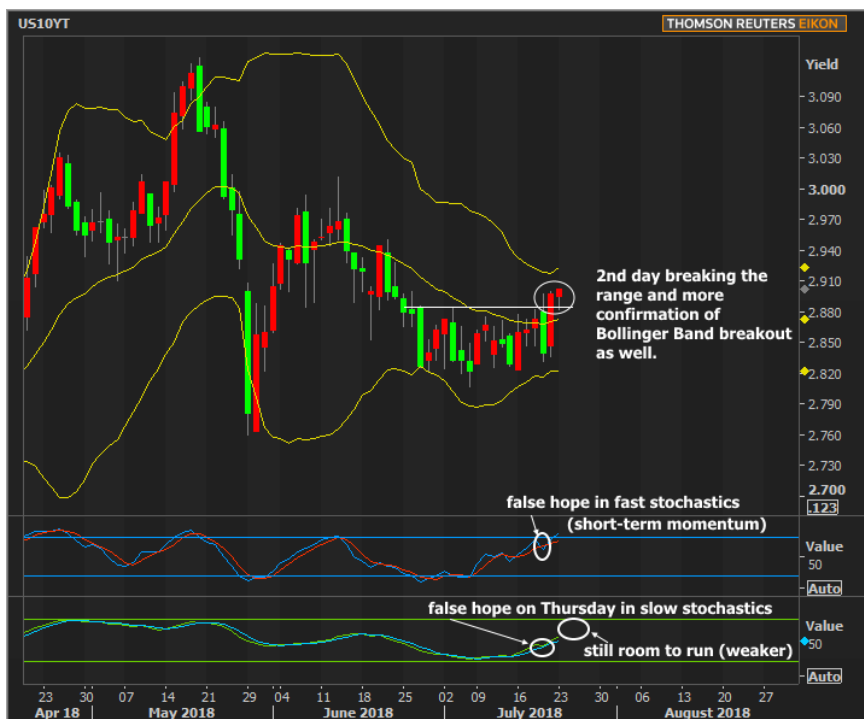 US10YT
THOMSON REUTERS EIKON
Yield
3.090
3.060
3.030
3.000
2.970
2.940
2.910
2.880
2.850
2.820
2.790
2.760
2.730
2.700
.123
2nd day breaking the
range and more
confirmation of
Bollinger Band breakout
as well.
false hope in fast stochastics
(short-term momentum)
Value
50
Auto
false hope on Thursday in slow stochastics
still room to run (weaker)
Value
50
Auto
23 30 07 14 21 29 04 11 18 25 02 09 16 23 30 06 13 20 27
Apr 18 May 2018 June 2018 July 2018 August 2018